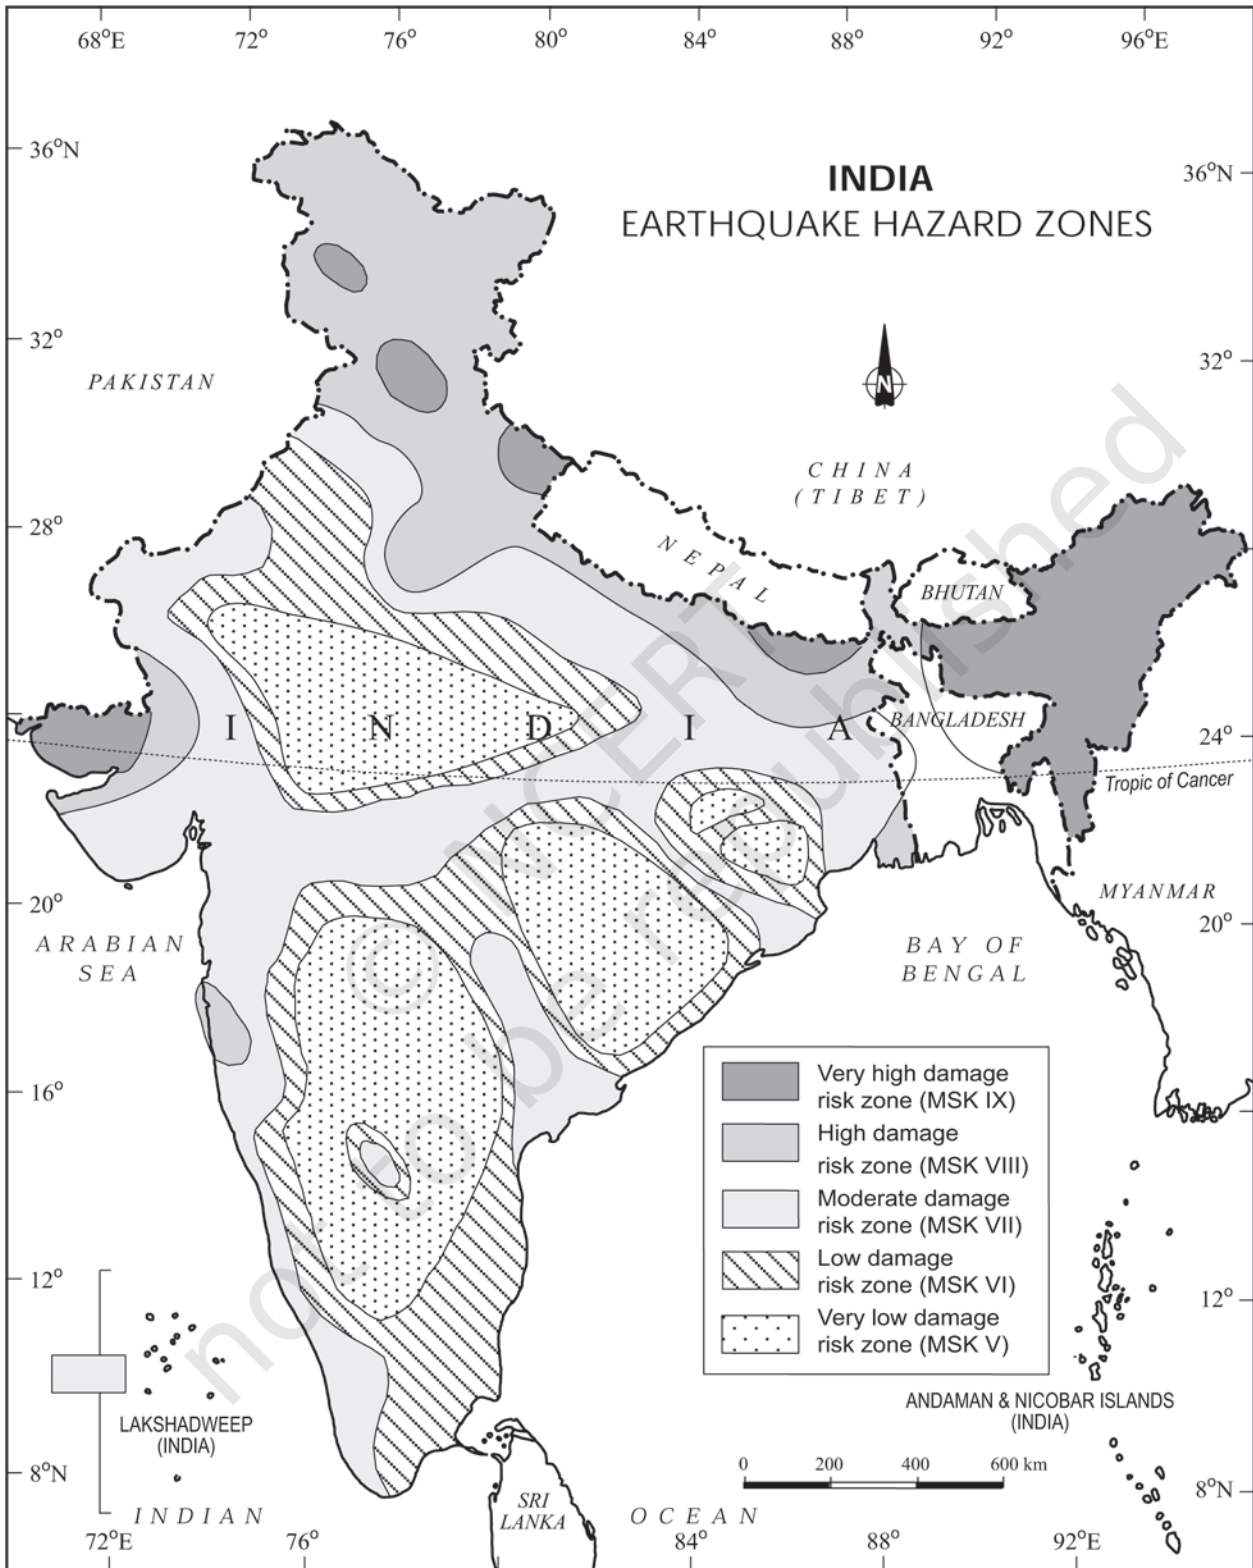 68°E 72° 76° 80° 84° 88° 92° 96°E
36°N
INDIA
36°N
EARTHQUAKE HAZARD ZONES
32°
32°
PAKISTAN
N
CHINA
(TIBET)
28°
28°
NEPAL
BHUTAN
I N D I A
BANGLADESH
24°
Tropic of Cancer
20°
MYANMAR
20°
ARABIAN
SEA
BAY OF
BENGAL
16°
Very high damage
risk zone (MSK IX)
High damage
risk zone (MSK VIII)
Moderate damage
risk zone (MSK VII)
Low damage
risk zone (MSK VI)
Very low damage
risk zone (MSK V)
12°
12°
LAKSHADWEEP
(INDIA)
ANDAMAN & NICOBAR ISLANDS
(INDIA)
0 200 400 600 km
8°N
8°N
SRI
LANKA
INDIAN OCEAN
72°E 76° 84° 88° 92°E
© NCERT
not to be republished